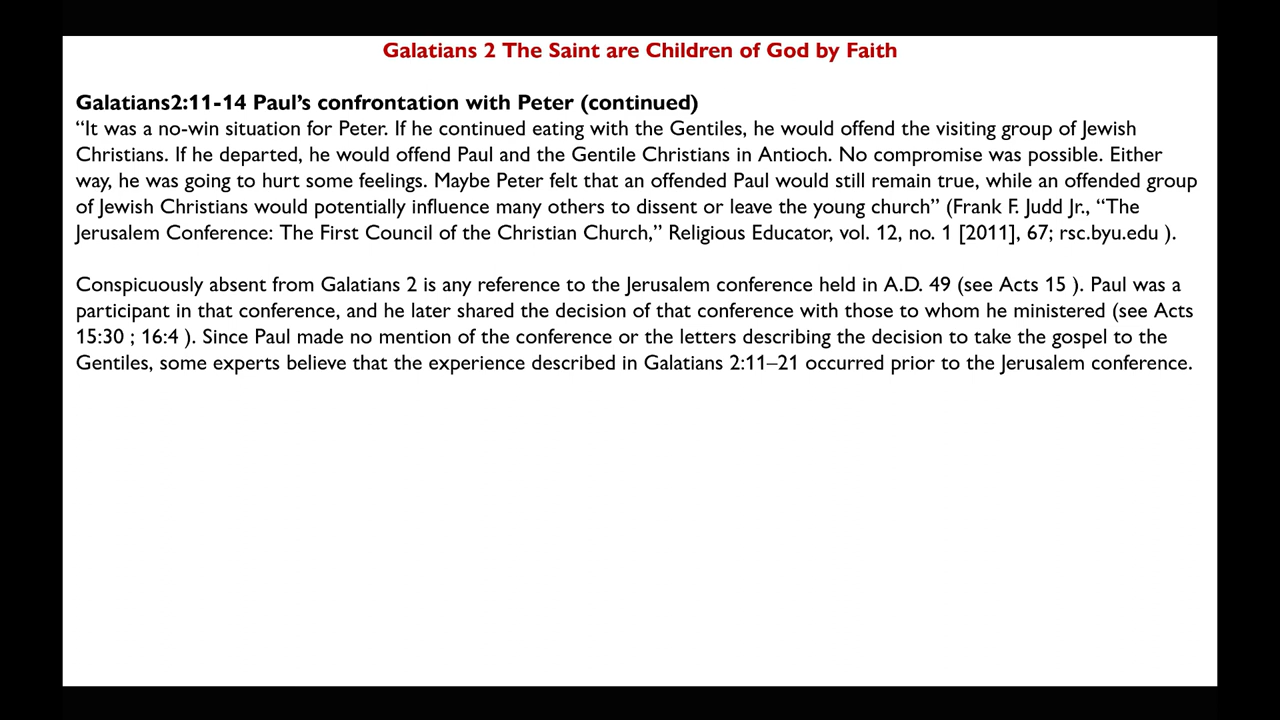 Galatians 2 The Saint are Children of God by Faith
Galatians2:11-14 Paul’s confrontation with Peter (continued)
“It was a no-win situation for Peter. If he continued eating with the Gentiles, he would offend the visiting group of Jewish
Christians. If he departed, he would offend Paul and the Gentile Christians in Antioch. No compromise was possible. Either
way, he was going to hurt some feelings. Maybe Peter felt that an offended Paul would still remain true, while an offended group
of Jewish Christians would potentially influence many others to dissent or leave the young church” (Frank F. Judd Jr., “The
Jerusalem Conference: The First Council of the Christian Church,” Religious Educator, vol. 12, no. 1 [2011], 67; rsc.byu.edu ).
Conspicuously absent from Galatians 2 is any reference to the Jerusalem conference held in A.D. 49 (see Acts 15 ). Paul was a
participant in that conference, and he later shared the decision of that conference with those to whom he ministered (see Acts
15:30 ; 16:4 ). Since Paul made no mention of the conference or the letters describing the decision to take the gospel to the
Gentiles, some experts believe that the experience described in Galatians 2:11–21 occurred prior to the Jerusalem conference.